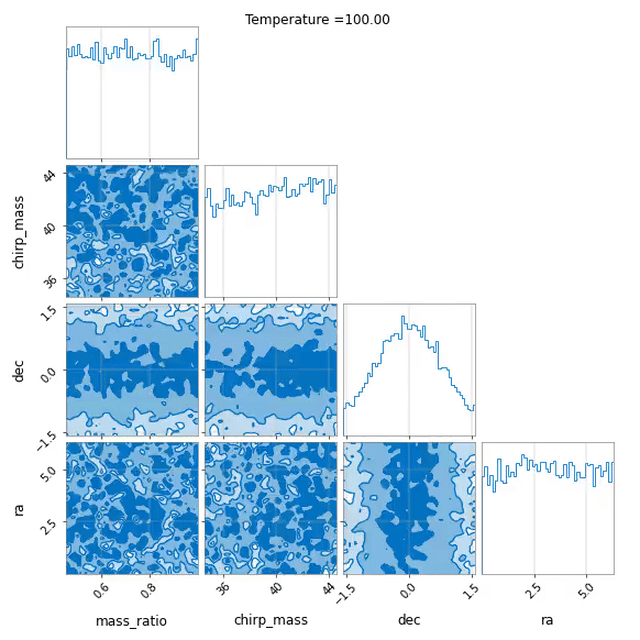 Temperature =100.00
chirp_mass
44
40
36
dec
1.5
0.0
−1.5
ra
5.0
2.5
0.6 0.8
36 40 44
−1.5 0.0 1.5
2.5 5.0
mass_ratio chirp_mass dec ra